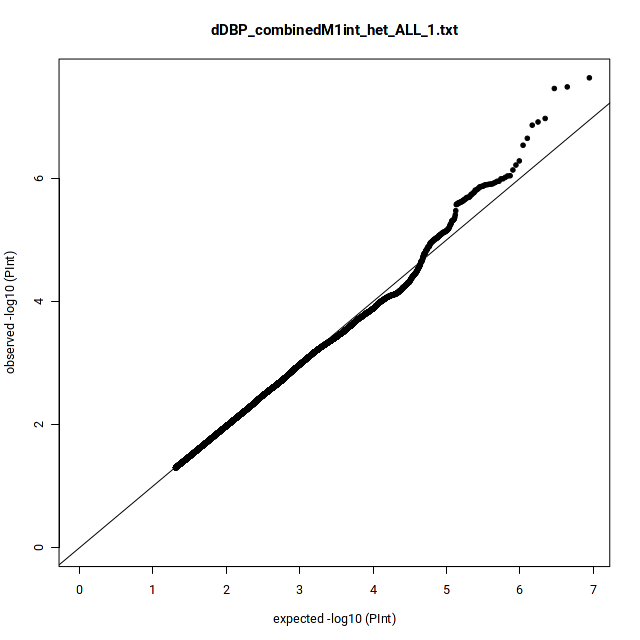 dDBP_combinedM1int_het_ALL_1.txt
observed -log10 (PInt)
6
4
2
0
0 1 2 3 4 5 6 7
expected -log10 (PInt)